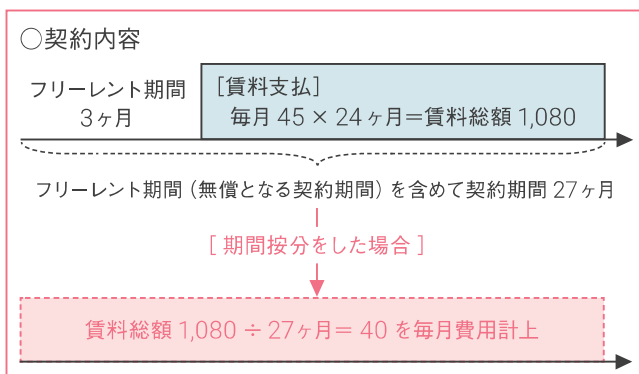 ○契約内容
フリーレント期間
3ヶ月
[賃料支払]
毎月 45 × 24ヶ月＝賃料総額 1,080
フリーレント期間（無償となる契約期間）を含めて契約期間 27ヶ月
[ 期間按分をした場合 ]
賃料総額 1,080 ÷ 27ヶ月＝ 40 を毎月費用計上